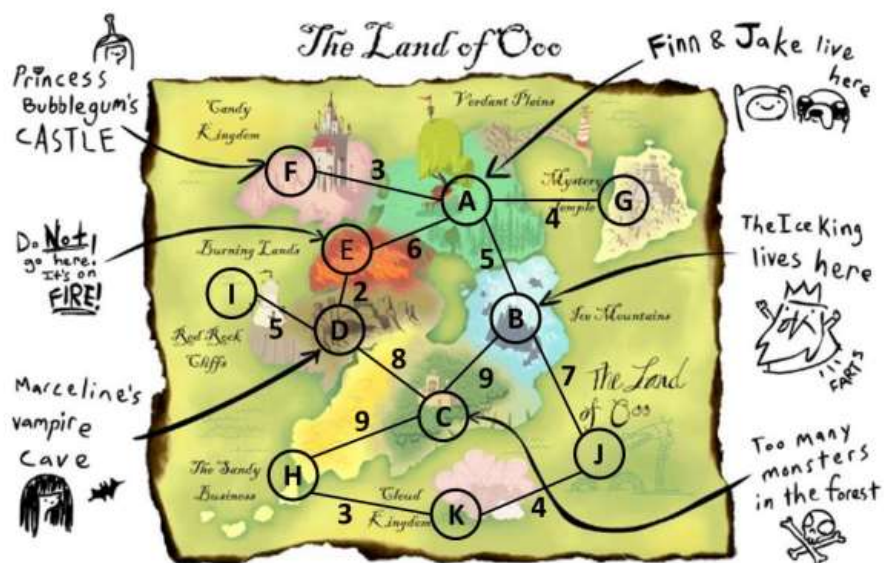 The Land of Ooo
Finn & Jake live
here
Princess
Bubblegum's
CASTLE
Candy
Kingdom
Verdant Plains
F
3
A
Mystery
Temple
4
G
Do Not!
go here!
It's on
FIRE!
Burning Lands
E
6
5
The Ice King
lives here
I
2
5
D
B
Ice Mountains
Red Rock
Cliffs
8
9
7
The Land
of Ooo
FARTS
Marceline's
vampire
cave
9
C
J
Too many
monsters
in the forest
H
The Sandy
Business
3
Cloud
Kingdom
K
4